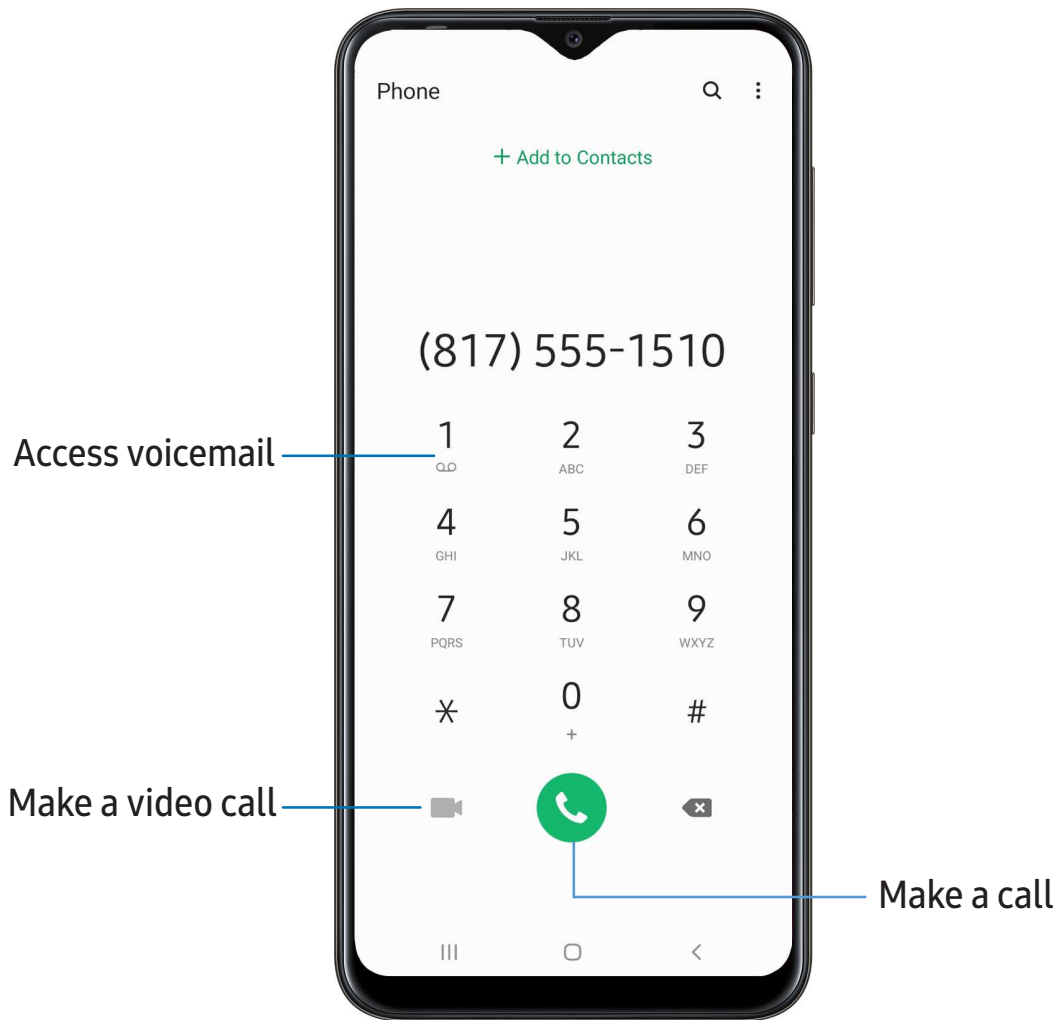 Phone
+ Add to Contacts
(817) 555-1510
1 2 3
ABC DEF
Access voicemail
4 5 6
GHI JKL MNO
7 8 9
PQRS TUV WXYZ
* 0 #
+
Make a video call
Make a call